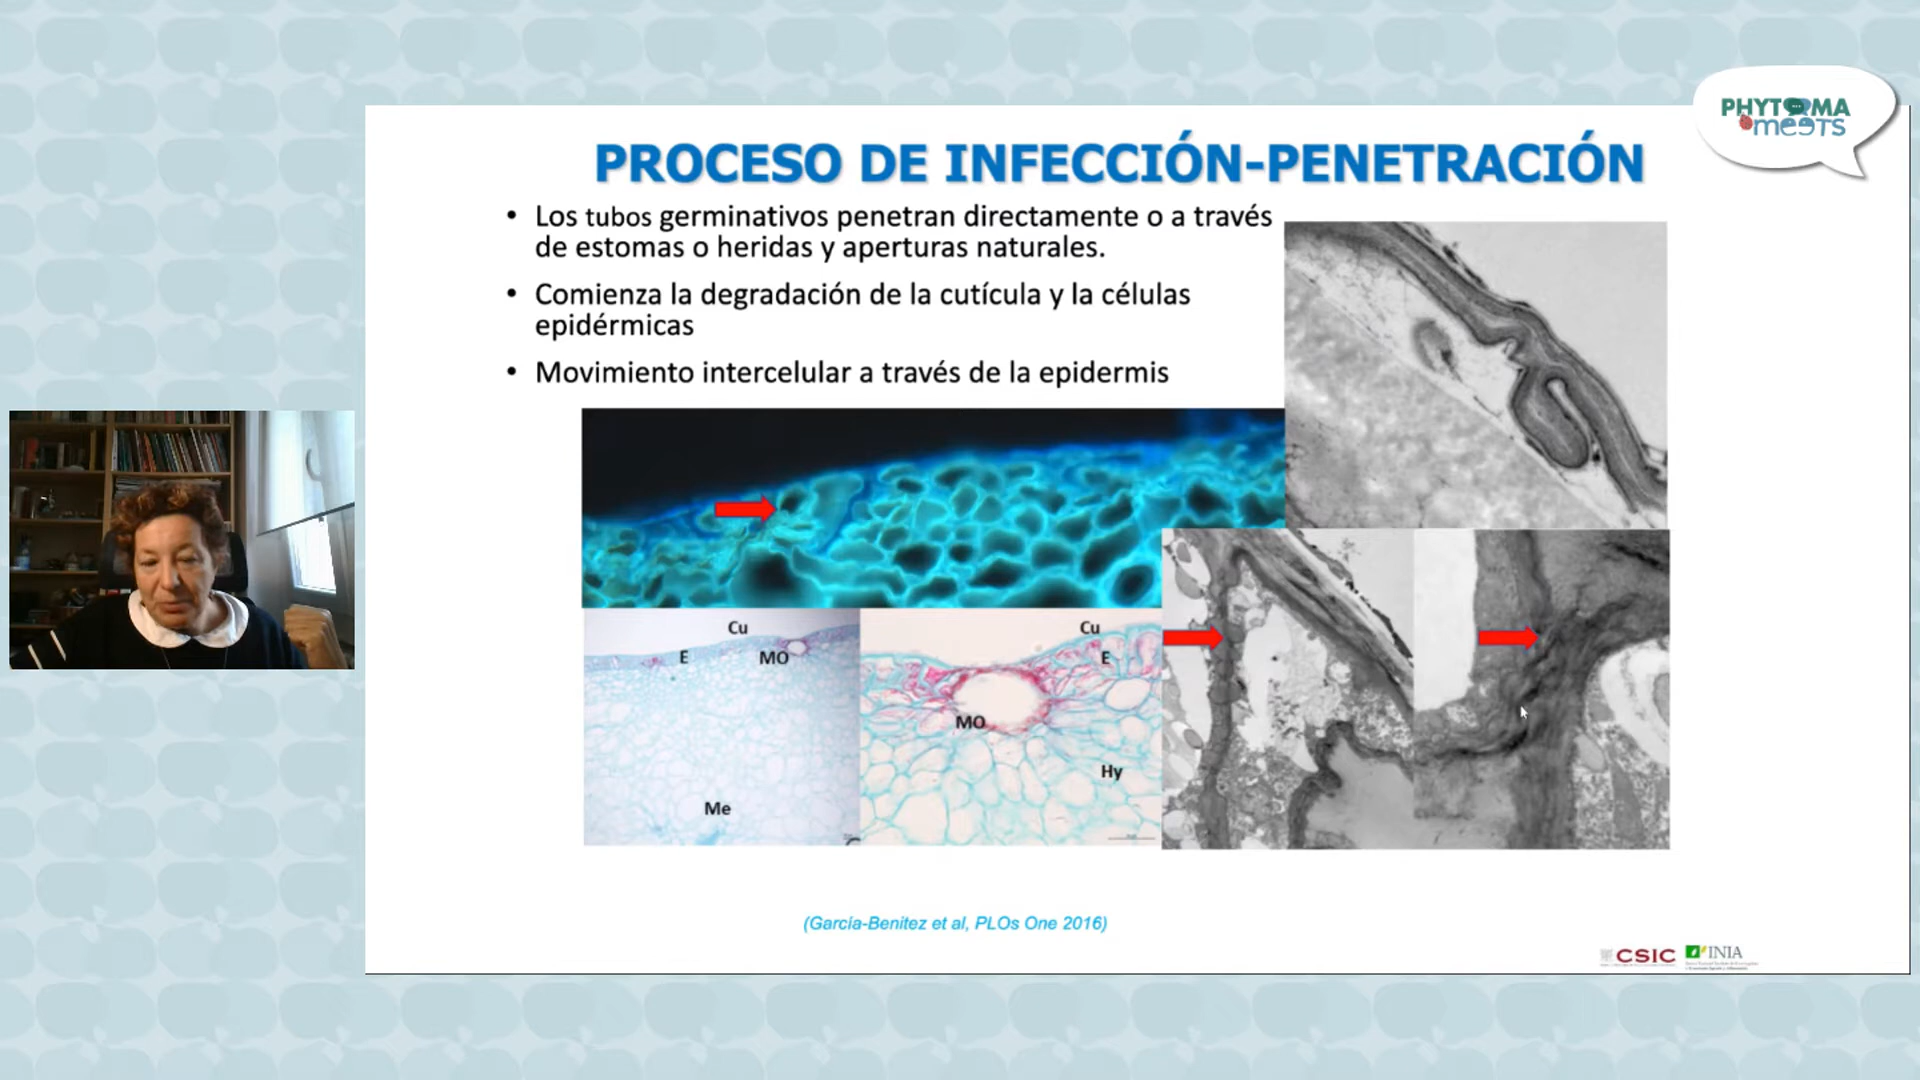 PHYTOMA
meets
PROCESO DE INFECCIÓN-PENETRACIÓN
• Los tubos germinativos penetran directamente o a través
de estomas o heridas y aperturas naturales.
• Comienza la degradación de la cutícula y la células
epidérmicas
• Movimiento intercelular a través de la epidermis
Cu
E
MO
Me
Cu
E
MO
Hy
(García-Benitez et al, PLOs One 2016)
CSIC
INIA